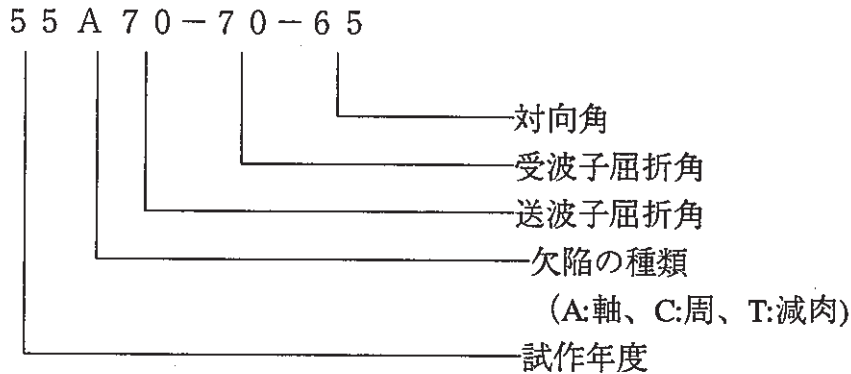 55A70-70-65
対向角
受波子屈折角
送波子屈折角
欠陥の種類
(A:軸、C:周、T:減肉)
試作年度